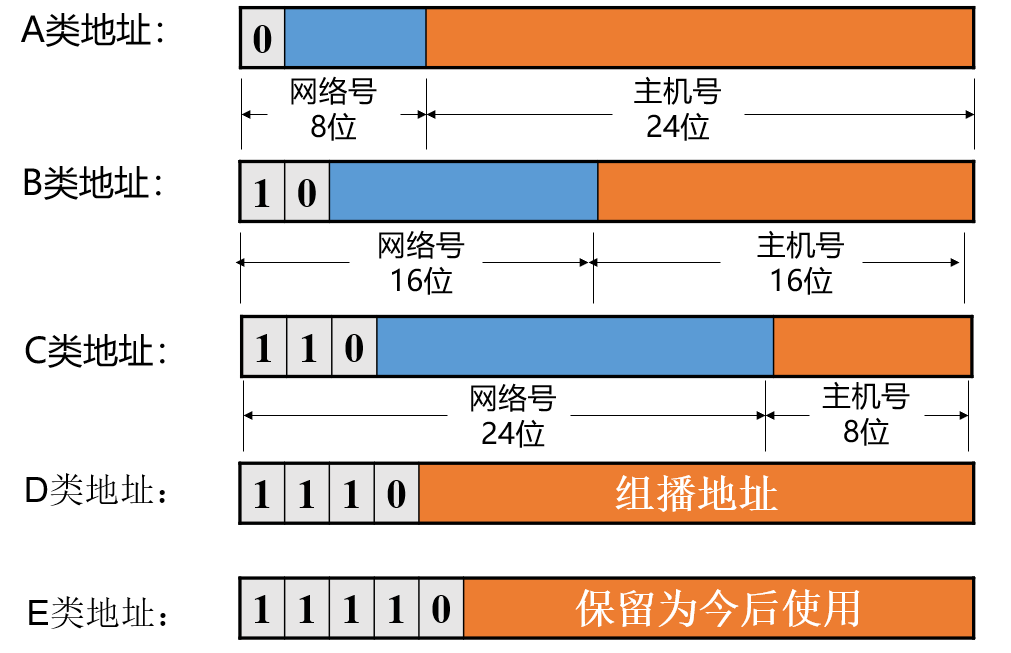 A类地址：
0
网络号
8位
主机号
24位
B类地址：
1 0
网络号
16位
主机号
16位
C类地址：
1 1 0
网络号
24位
主机号
8位
D类地址：
1 1 1 0 组播地址
E类地址：
1 1 1 1 0 保留为今后使用